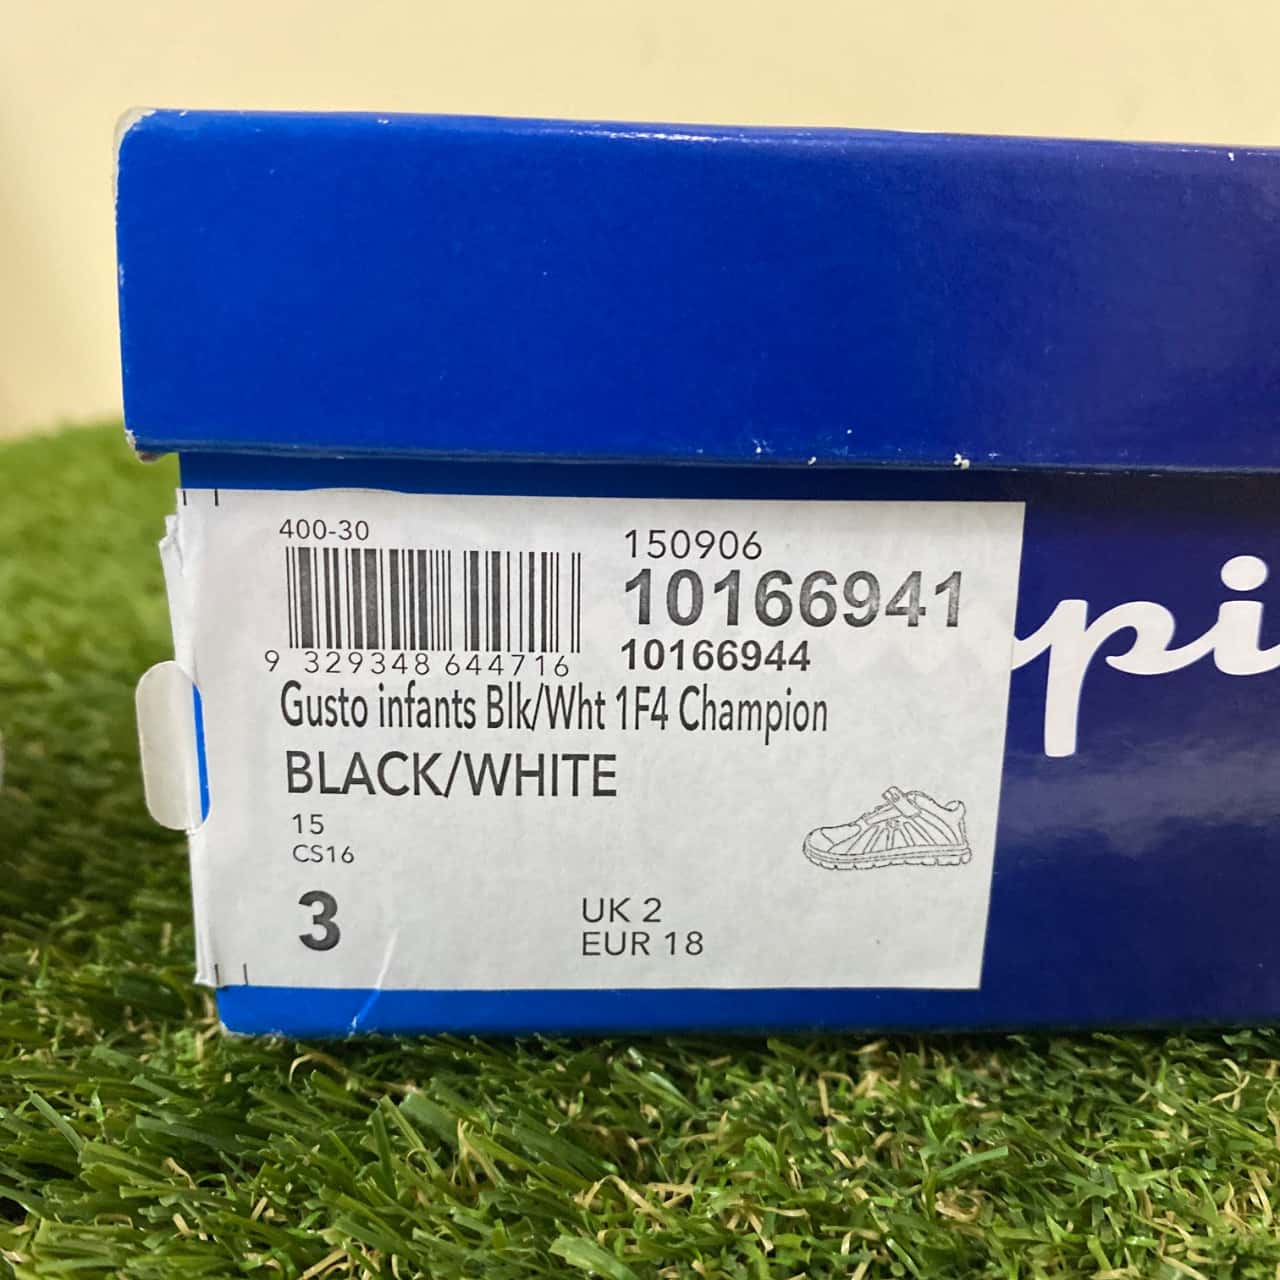 400-30
150906
10166941
10166944
9 329348 644716
Gusto infants Blk/Wht 1F4 Champion
BLACK/WHITE
15
CS16
3
UK 2
EUR 18
pi